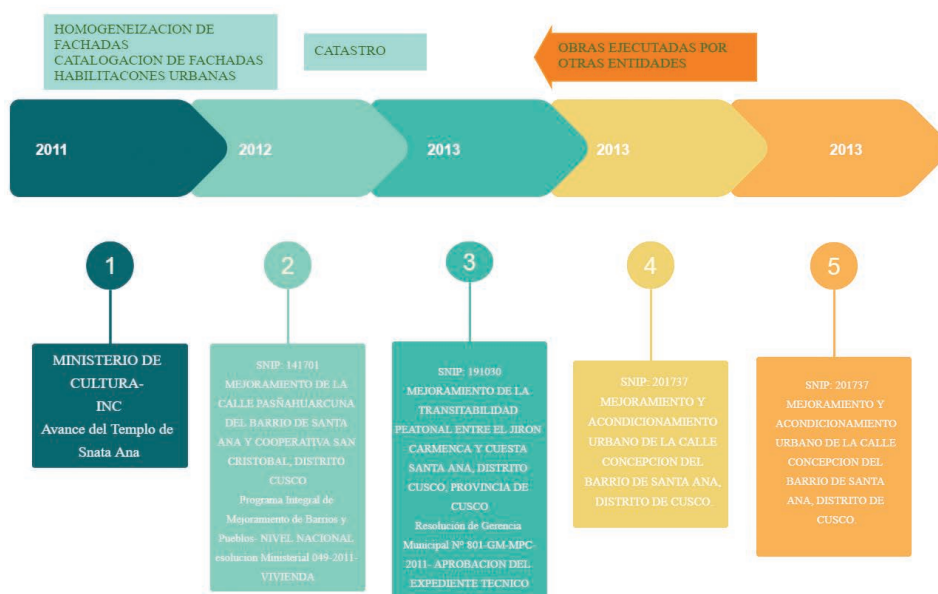 HOMOGENEIZACION DE
FACHADAS
CATALOGACION DE FACHADAS
HABILITACONES URBANAS
CATASTRO
OBRAS EJECUTADAS POR
OTRAS ENTIDADES
2011
2012
2013
2013
2013
1
MINISTERIO DE
CULTURA-
INC
Avance del Templo de
Snata Ana
2
SNIP: 141701
MEJORAMIENTO DE LA
CALLE PASÑAHUARCUNA
DEL BARRIO DE SANTA
ANA Y COOPERATIVA SAN
CRISTOBAL, DISTRITO
CUSCO
Programa Integral de
Mejoramiento de Barrios y
Pueblos- NIVEL NACIONAL
esolucion Ministerial 049-2011-
VIVIENDA
3
SNIP: 191030
MEJORAMIENTO DE LA
TRANSITABILIDAD
PEATONAL ENTRE EL JIRON
CARMENCA Y CUESTA
SANTA ANA, DISTRITO
CUSCO, PROVINCIA DE
CUSCO
Resolución de Gerencia
Municipal Nº 801-GM-MPC-
2011- APROBACION DEL
EXPEDIENTE TECNICO
4
SNIP: 201737
MEJORAMIENTO Y
ACONDICIONAMIENTO
URBANO DE LA CALLE
CONCEPCION DEL
BARRIO DE SANTA ANA,
DISTRITO DE CUSCO
5
SNIP: 201737
MEJORAMIENTO Y
ACONDICIONAMIENTO
URBANO DE LA CALLE
CONCEPCION DEL
BARRIO DE SANTA
ANA, DISTRITO DE
CUSCO